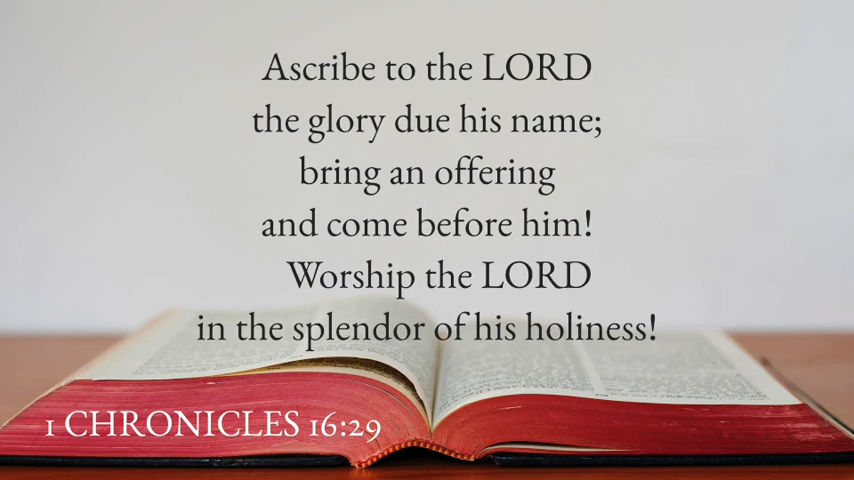 Ascribe to the LORD
the glory due his name;
bring an offering
and come before him!
Worship the LORD
in the splendor of his holiness!
1 CHRONICLES 16:29